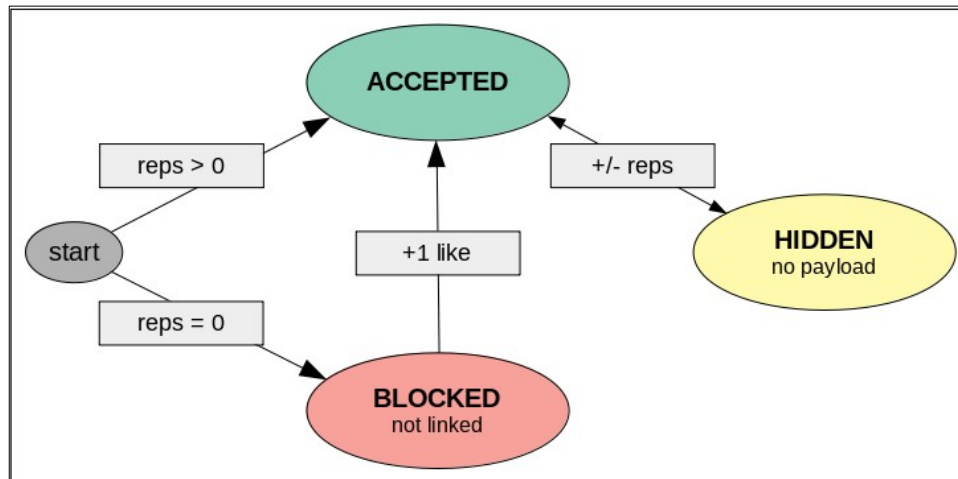 ACCEPTED
reps > 0
+/- reps
start
+1 like
HIDDEN
no payload
reps = 0
BLOCKED
not linked